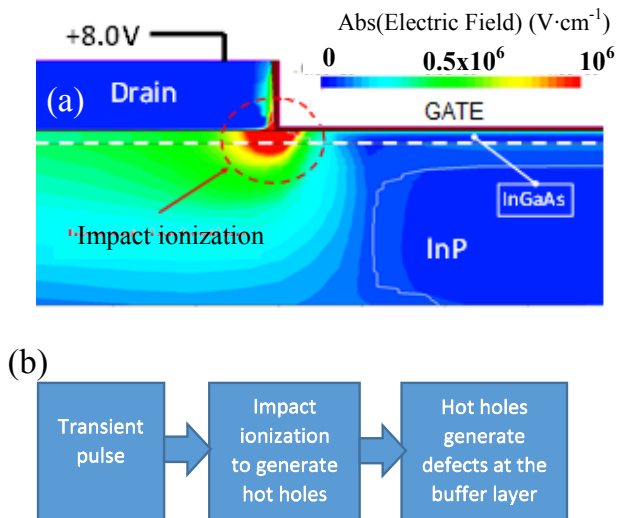 Abs(Electric Field) (V·cm⁻¹)
+8.0V
0 0.5x10⁶ 10⁶
(a)
Drain
GATE
InGaAs
Impact ionization
InP
(b)
Transient
pulse
Impact
ionization
to generate
hot holes
Hot holes
generate
defects at the
buffer layer